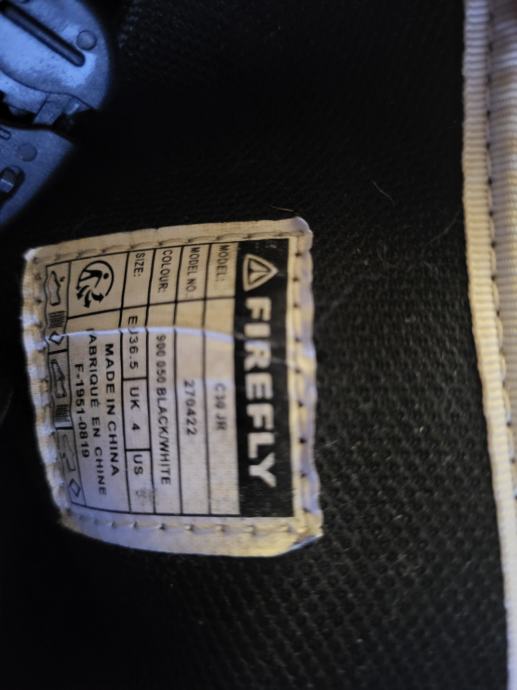 FIREFLY
MODEL: C30 JR
MODEL NO.: 270422
COLOUR: 900 050 BLACK/WHITE
SIZE: EU36.5 UK 4 US
MADE IN CHINA
FABRIQUÉ EN CHINE
F-1951-0819